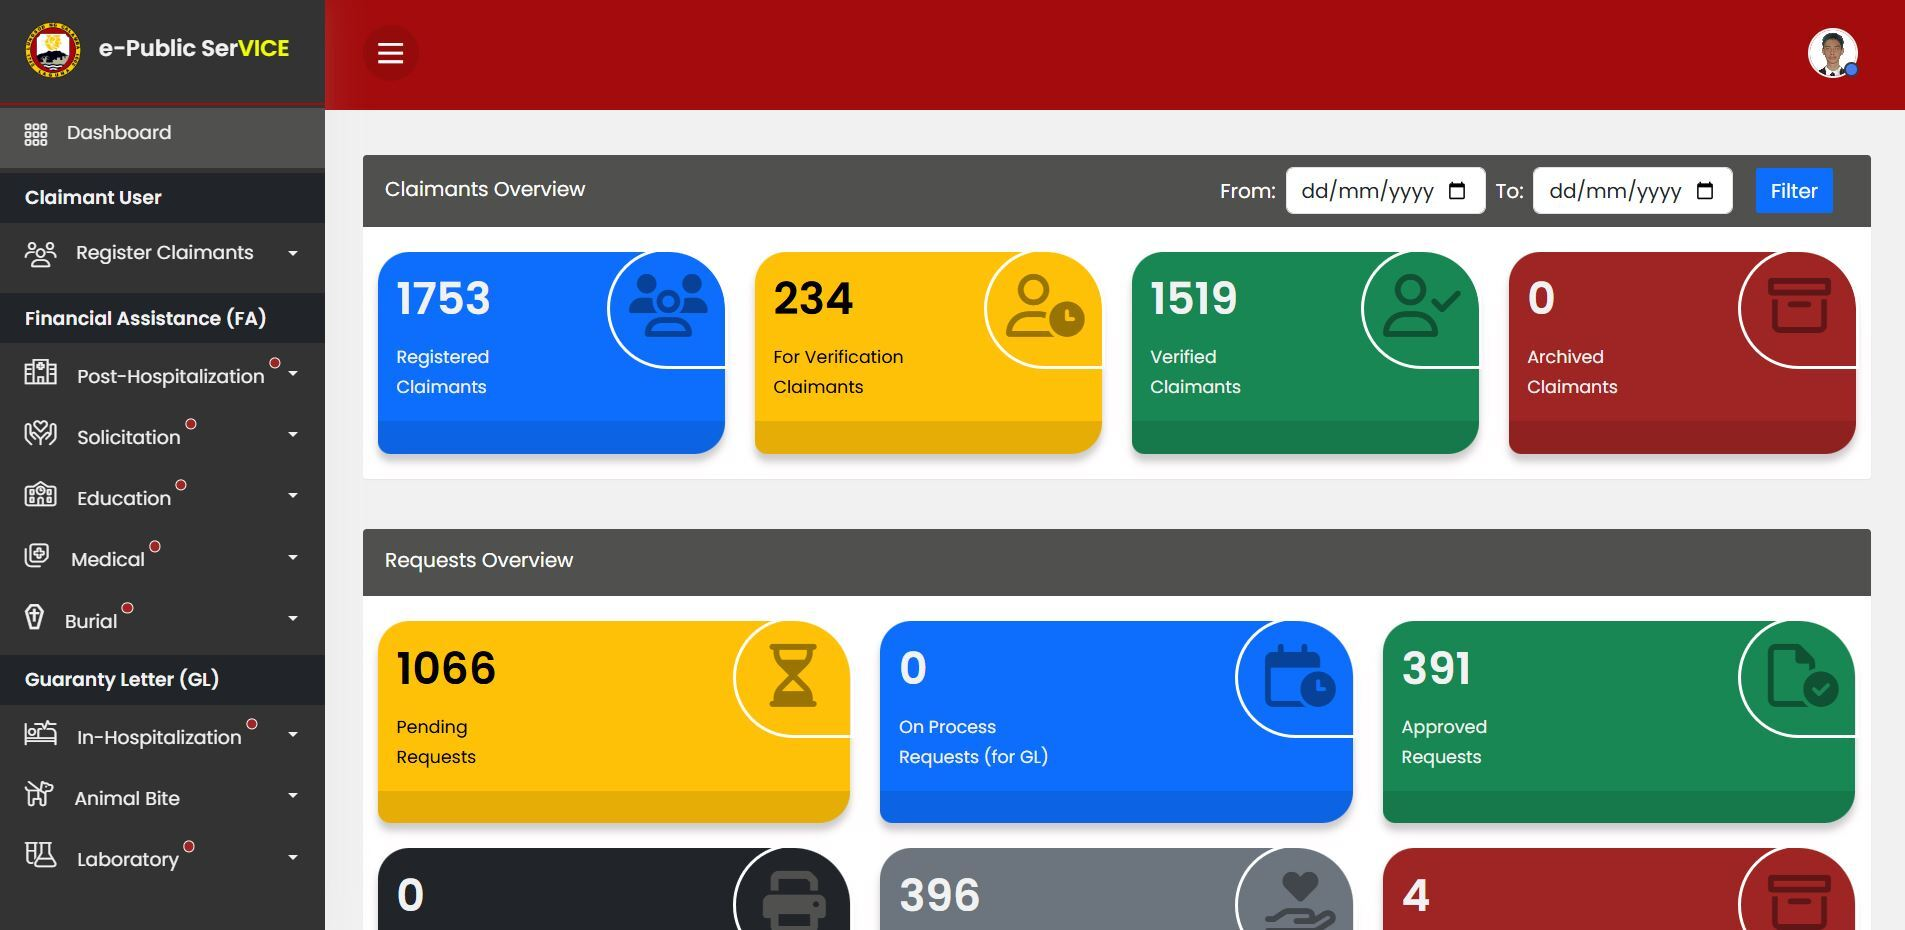 e-Public SerVICE
Dashboard
Claimant User
Register Claimants
Financial Assistance (FA)
Post-Hospitalization
Solicitation
Education
Medical
Burial
Guaranty Letter (GL)
In-Hospitalization
Animal Bite
Laboratory
Claimants Overview
From: dd/mm/yyyy To: dd/mm/yyyy Filter
1753
Registered
Claimants
234
For Verification
Claimants
1519
Verified
Claimants
0
Archived
Claimants
Requests Overview
1066
Pending
Requests
0
On Process
Requests (for GL)
391
Approved
Requests
0
396
4